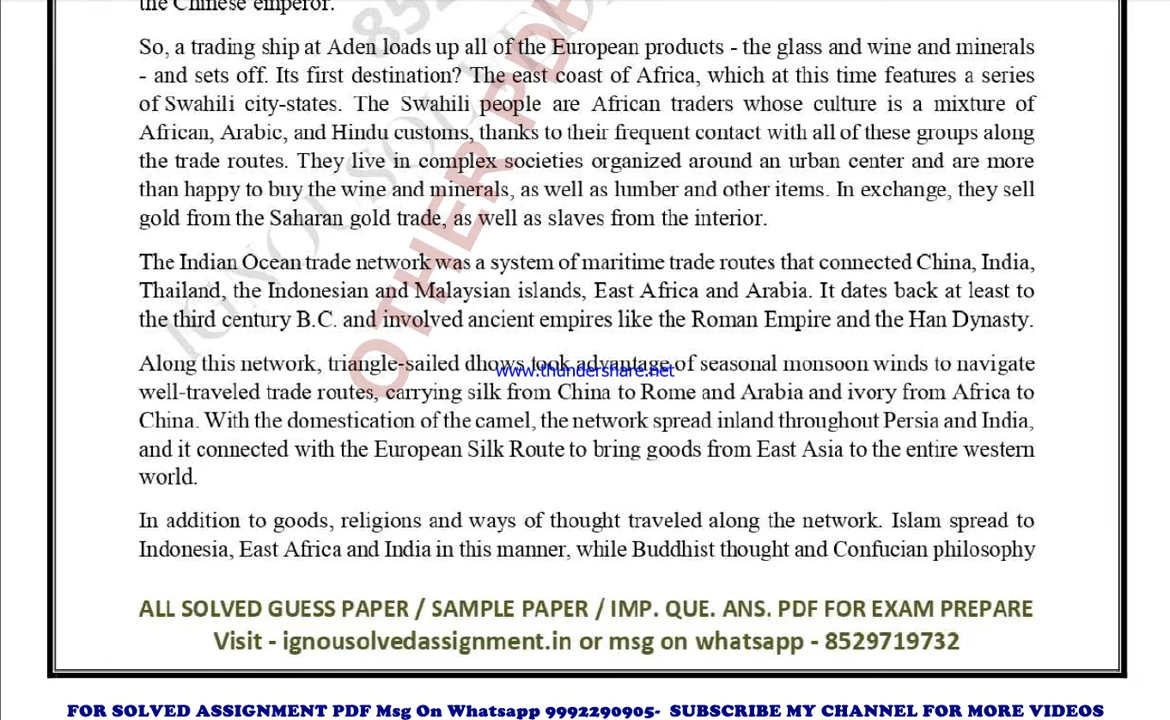 the Chinese emperor.
So, a trading ship at Aden loads up all of the European products - the glass and wine and minerals
- and sets off. Its first destination? The east coast of Africa, which at this time features a series
of Swahili city-states. The Swahili people are African traders whose culture is a mixture of
African, Arabic, and Hindu customs, thanks to their frequent contact with all of these groups along
the trade routes. They live in complex societies organized around an urban center and are more
than happy to buy the wine and minerals, as well as lumber and other items. In exchange, they sell
gold from the Saharan gold trade, as well as slaves from the interior.
The Indian Ocean trade network was a system of maritime trade routes that connected China, India,
Thailand, the Indonesian and Malaysian islands, East Africa and Arabia. It dates back at least to
the third century B.C. and involved ancient empires like the Roman Empire and the Han Dynasty.
Along this network, triangle-sailed dhows took advantage of seasonal monsoon winds to navigate
www.thundershare.net
well-traveled trade routes, carrying silk from China to Rome and Arabia and ivory from Africa to
China. With the domestication of the camel, the network spread inland throughout Persia and India,
and it connected with the European Silk Route to bring goods from East Asia to the entire western
world.
In addition to goods, religions and ways of thought traveled along the network. Islam spread to
Indonesia, East Africa and India in this manner, while Buddhist thought and Confucian philosophy
OTHER PDF
ALL SOLVED GUESS PAPER / SAMPLE PAPER / IMP. QUE. ANS. PDF FOR EXAM PREPARE
Visit - ignousolvedassignment.in or msg on whatsapp - 8529719732
FOR SOLVED ASSIGNMENT PDF Msg On Whatsapp 9992290905- SUBSCRIBE MY CHANNEL FOR MORE VIDEOS